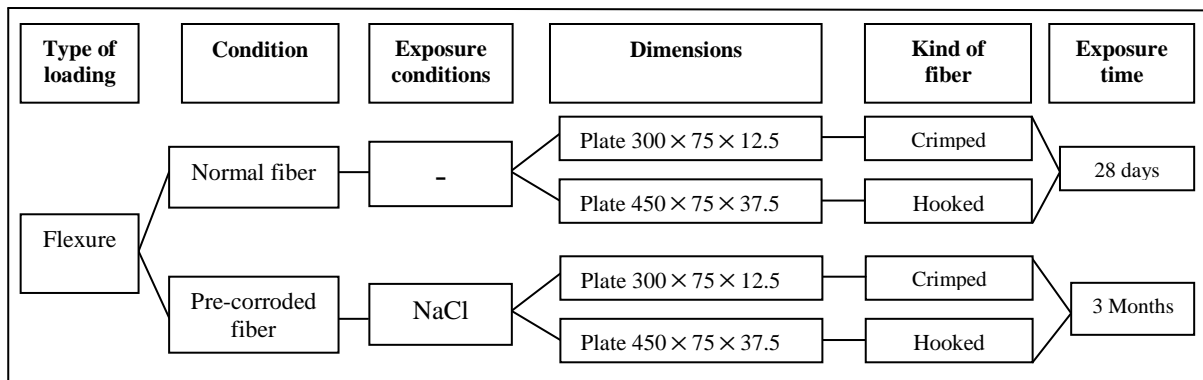 Type of
loading
Condition
Exposure
conditions
Dimensions
Kind of
fiber
Exposure
time
Flexure
Normal fiber
-
Plate 300 × 75 × 12.5
Crimped
Plate 450 × 75 × 37.5
Hooked
28 days
Pre-corroded
fiber
NaCl
Plate 300 × 75 × 12.5
Crimped
Plate 450 × 75 × 37.5
Hooked
3 Months